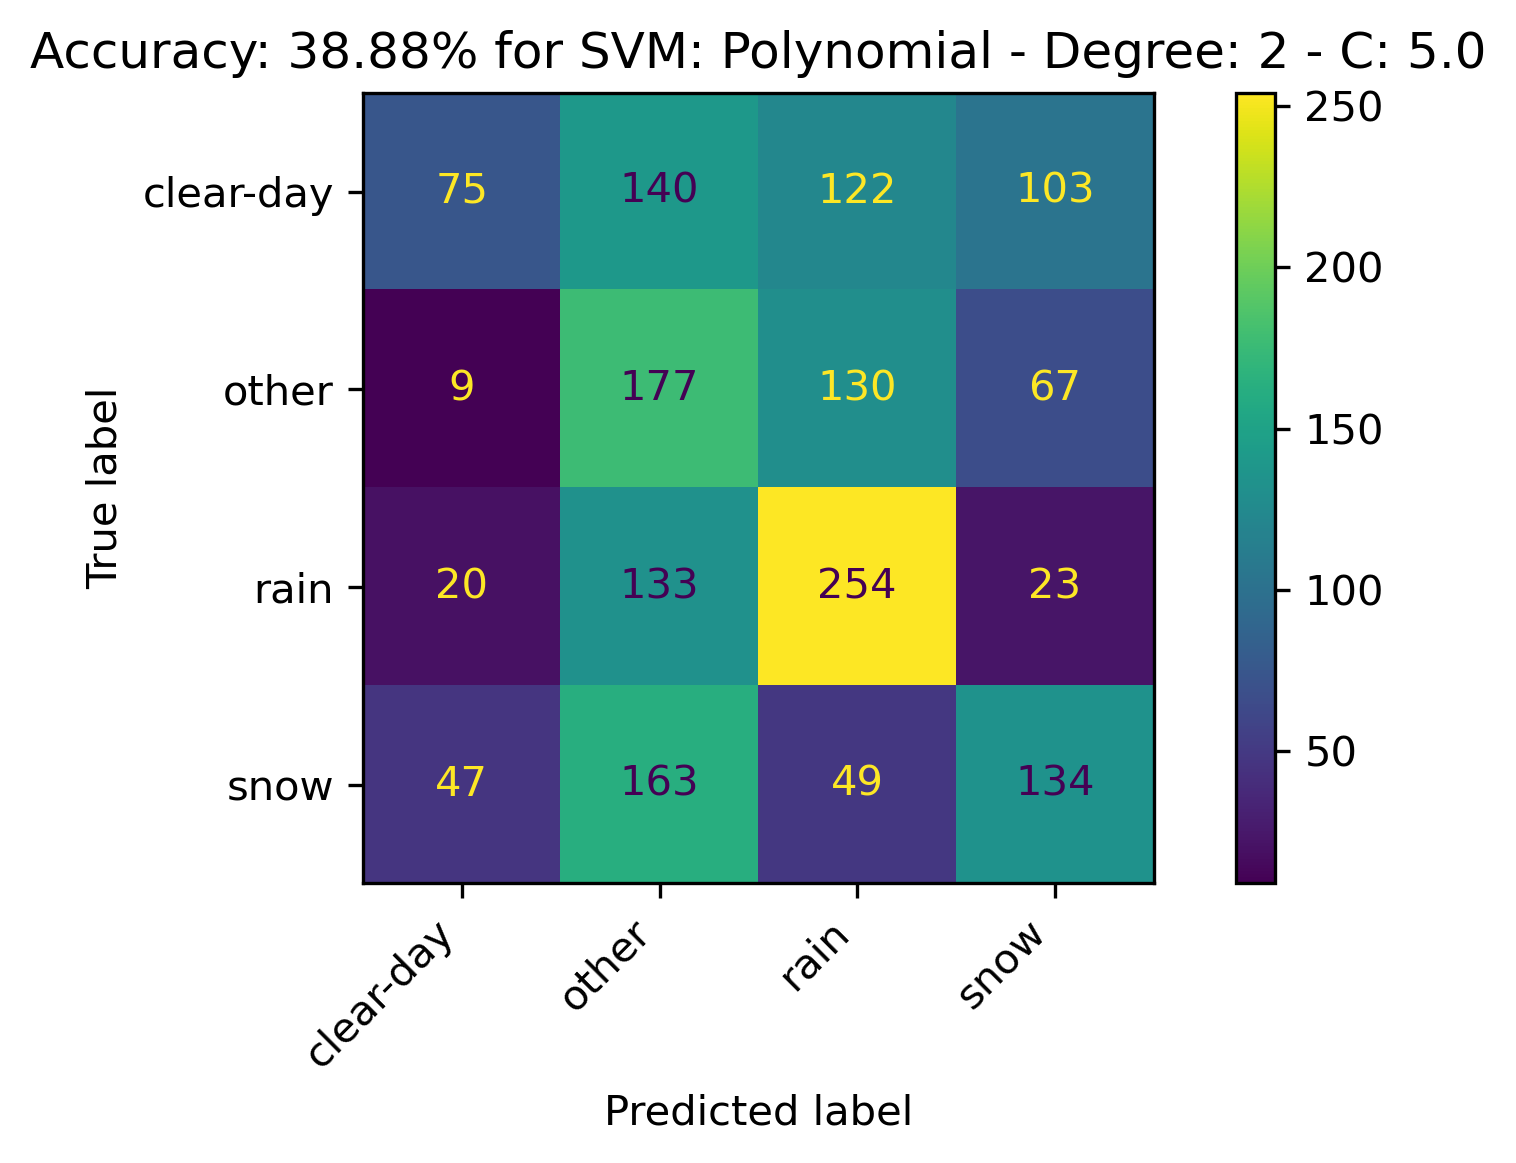 Accuracy: 38.88% for SVM: Polynomial - Degree: 2 - C: 5.0
250
200
150
100
50
True label
clear-day 75 140 122 103
other 9 177 130 67
rain 20 133 254 23
snow 47 163 49 134
clear-day other rain snow
Predicted label